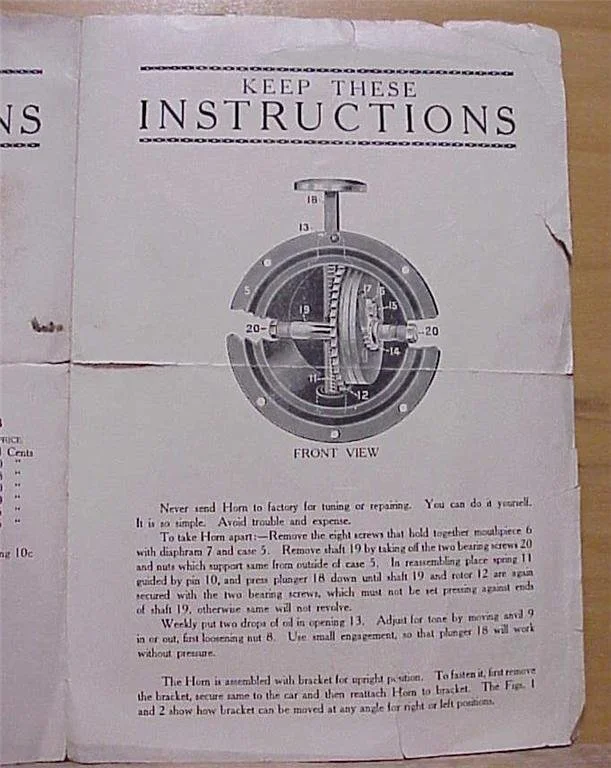 NS
KEEP THESE
INSTRUCTIONS
18
13
5
17 6
15
19
20
20
14
11
12
FRONT VIEW
PRICE
Cents
"
"
"
"
"
ng 10c
Never send Horn to factory for tuning or repairing. You can do it yourself.
It is so simple. Avoid trouble and expense.
To take Horn apart:—Remove the eight screws that hold together mouthpiece 6
with diaphram 7 and case 5. Remove shaft 19 by taking off the two bearing screws 20
and nuts which support same from outside of case 5. In reassembling place spring 11
guided by pin 10, and press plunger 18 down until shaft 19 and rotor 12 are again
secured with the two bearing screws, which must not be set pressing against ends
of shaft 19, otherwise same will not revolve.
Weekly put two drops of oil in opening 13. Adjust for tone by moving anvil 9
in or out, first loosening nut 8. Use small engagement, so that plunger 18 will work
without pressure.
The Horn is assembled with bracket for upright position. To fasten it, first remove
the bracket, secure same to the car and then reattach Horn to bracket. The Figs. 1
and 2 show how bracket can be moved at any angle for right or left positions.